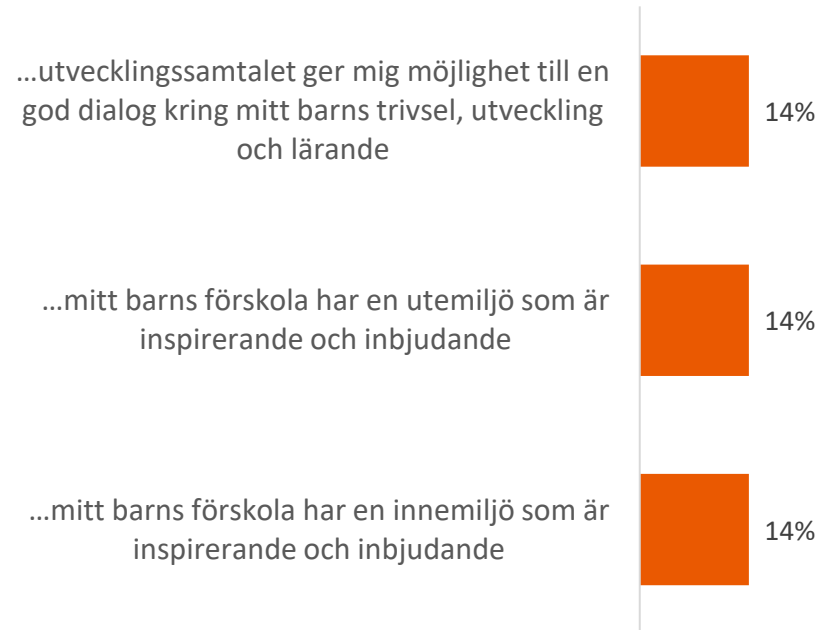 ...utvecklingssamtalet ger mig möjlighet till en
god dialog kring mitt barns trivsel, utveckling
och lärande
14%
...mitt barns förskola har en utemiljö som är
inspirerande och inbjudande
14%
...mitt barns förskola har en innemiljö som är
inspirerande och inbjudande
14%